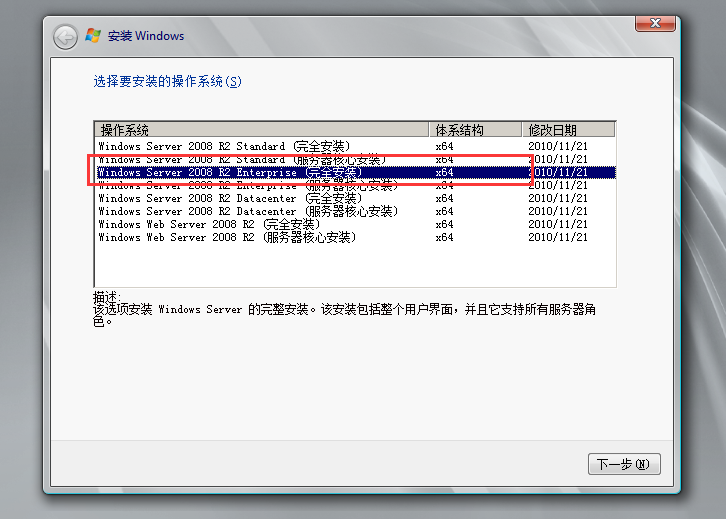 安装 Windows
选择要安装的操作系统(S)
操作系统 体系结构 修改日期
Windows Server 2008 R2 Standard (完全安装) x64 2010/11/21
Windows Server 2008 R2 Standard (服务器核心安装) x64 2010/11/21
Windows Server 2008 R2 Enterprise (完全安装) x64 2010/11/21
Windows Server 2008 R2 Enterprise (服务器核心安装) x64 2010/11/21
Windows Server 2008 R2 Datacenter (完全安装) x64 2010/11/21
Windows Server 2008 R2 Datacenter (服务器核心安装) x64 2010/11/21
Windows Web Server 2008 R2 (完全安装) x64 2010/11/21
Windows Web Server 2008 R2 (服务器核心安装) x64 2010/11/21
描述:
该选项安装 Windows Server 的完整安装。该安装包括整个用户界面，并且它支持所有服务器角
色。
下一步(N)